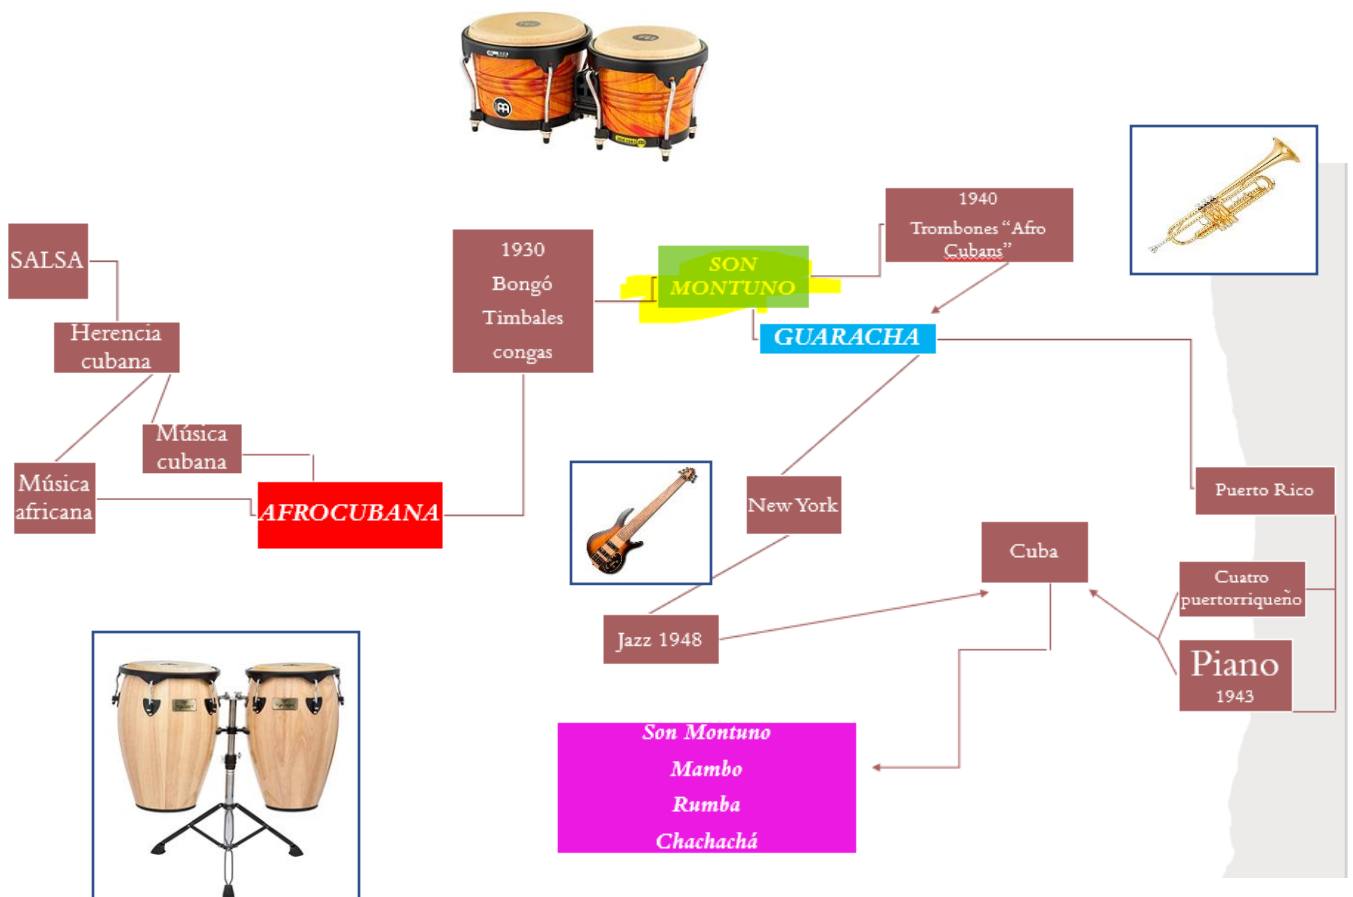 SALSA
Herencia
cubana
Música
cubana
Música
africana
AFROCUBANA
1930
Bongó
Timbales
congas
SON
MONTUNO
1940
Trombones “Afro
Cubans”
GUARACHA
New York
Jazz 1948
Puerto Rico
Cuatro
puertorriqueño
Piano
1943
Cuba
Son Montuno
Mambo
Rumba
Chachachá